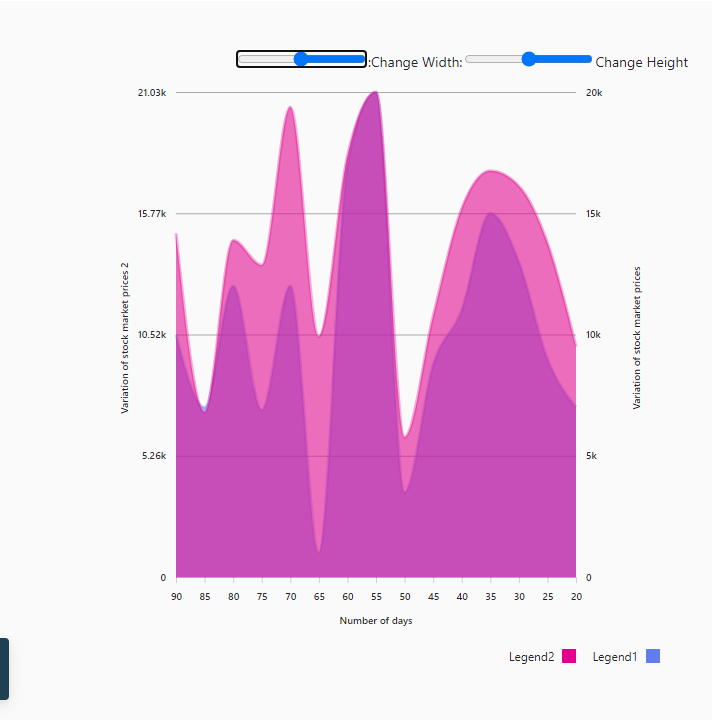 :Change Width: Change Height
21.03k
15.77k
10.52k
5.26k
0
Variation of stock market prices 2
20k
15k
10k
5k
0
Variation of stock market prices
90 85 80 75 70 65 60 55 50 45 40 35 30 25 20
Number of days
Legend2 Legend1